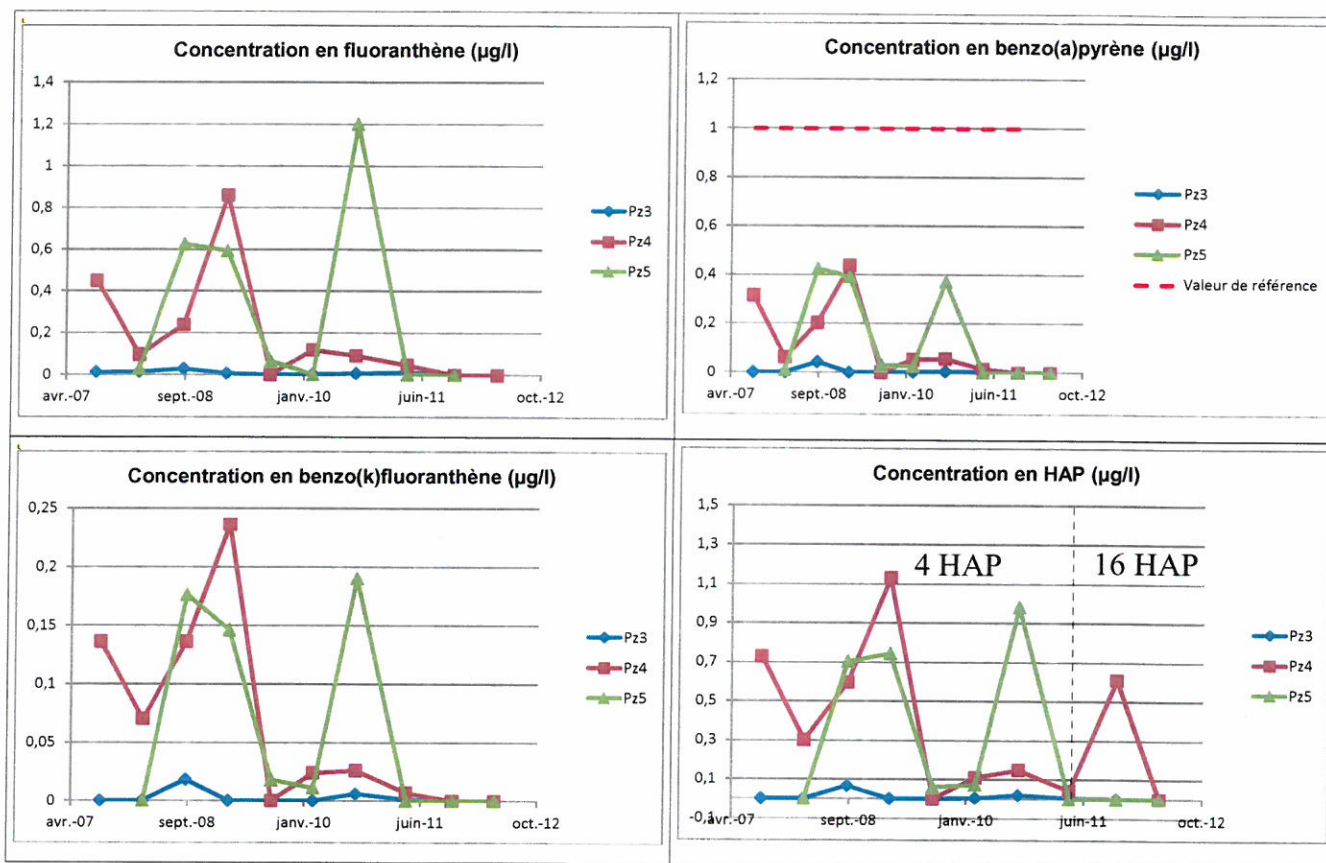 Concentration en fluoranthène (µg/l)
1,4
1,2
1
0,8
0,6
0,4
0,2
0
avr.-07
sept.-08
janv.-10
juin-11
oct.-12
Pz3
Pz4
Pz5
Concentration en benzo(a)pyrène (µg/l)
1,2
1
0,8
0,6
0,4
0,2
0
avr.-07
sept.-08
janv.-10
juin-11
oct.-12
Pz3
Pz4
Pz5
Valeur de référence
Concentration en benzo(k)fluoranthène (µg/l)
0,25
0,2
0,15
0,1
0,05
0
avr.-07
sept.-08
janv.-10
juin-11
oct.-12
Pz3
Pz4
Pz5
Concentration en HAP (µg/l)
1,5
1,3
1,1
0,9
0,7
0,5
0,3
0,1
-0,1
4 HAP
16 HAP
avr.-07
sept.-08
janv.-10
juin-11
oct.-12
Pz3
Pz4
Pz5